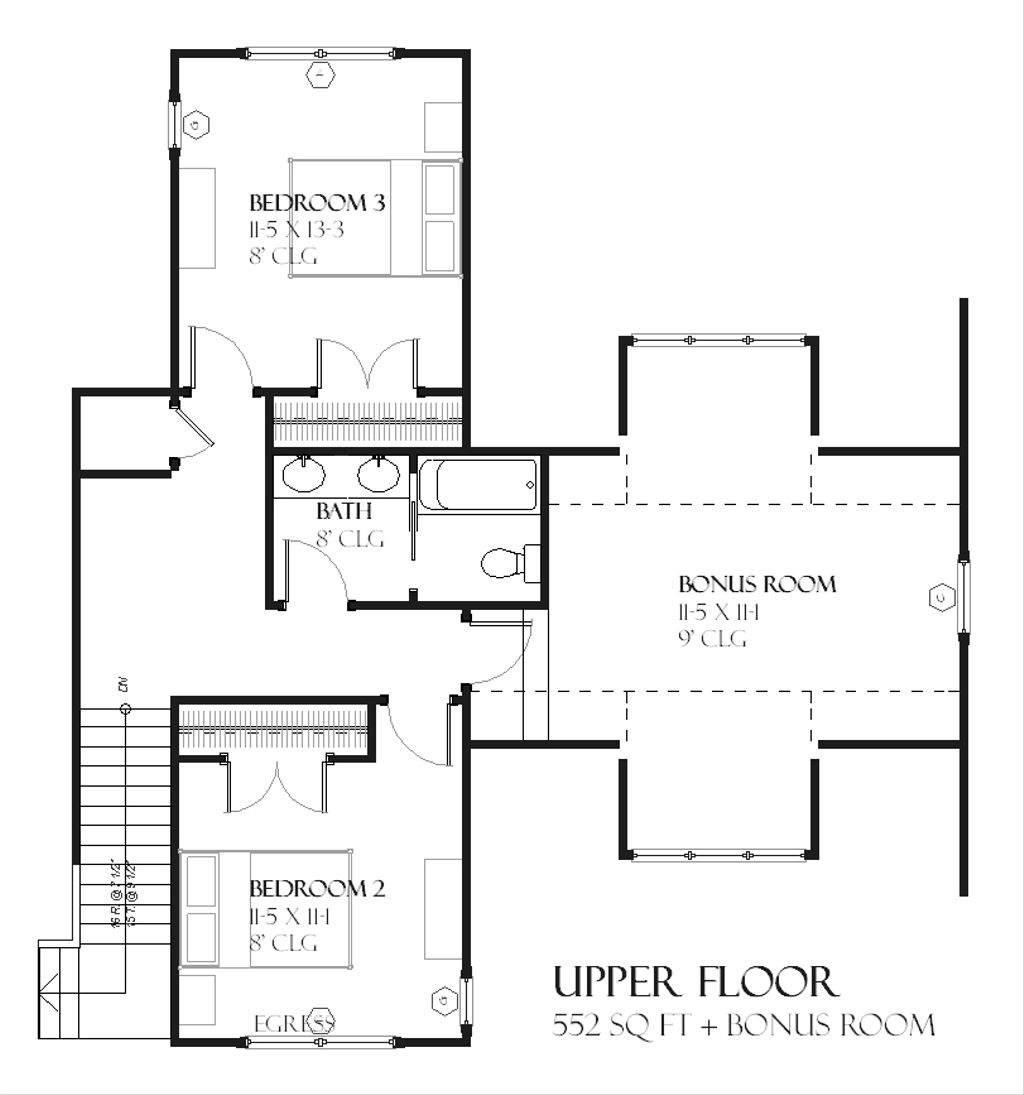 G
BEDROOM 3
11-5 X 13-3
8' CLG
BATH
8' CLG
BONUS ROOM
11-5 X 11-1
9' CLG
C
DN
16 R. @ 7 1/2"
15 T. @ 9 1/2"
BEDROOM 2
11-5 X 11-1
8' CLG
G
EGRESS
UPPER FLOOR
552 SQ FT + BONUS ROOM